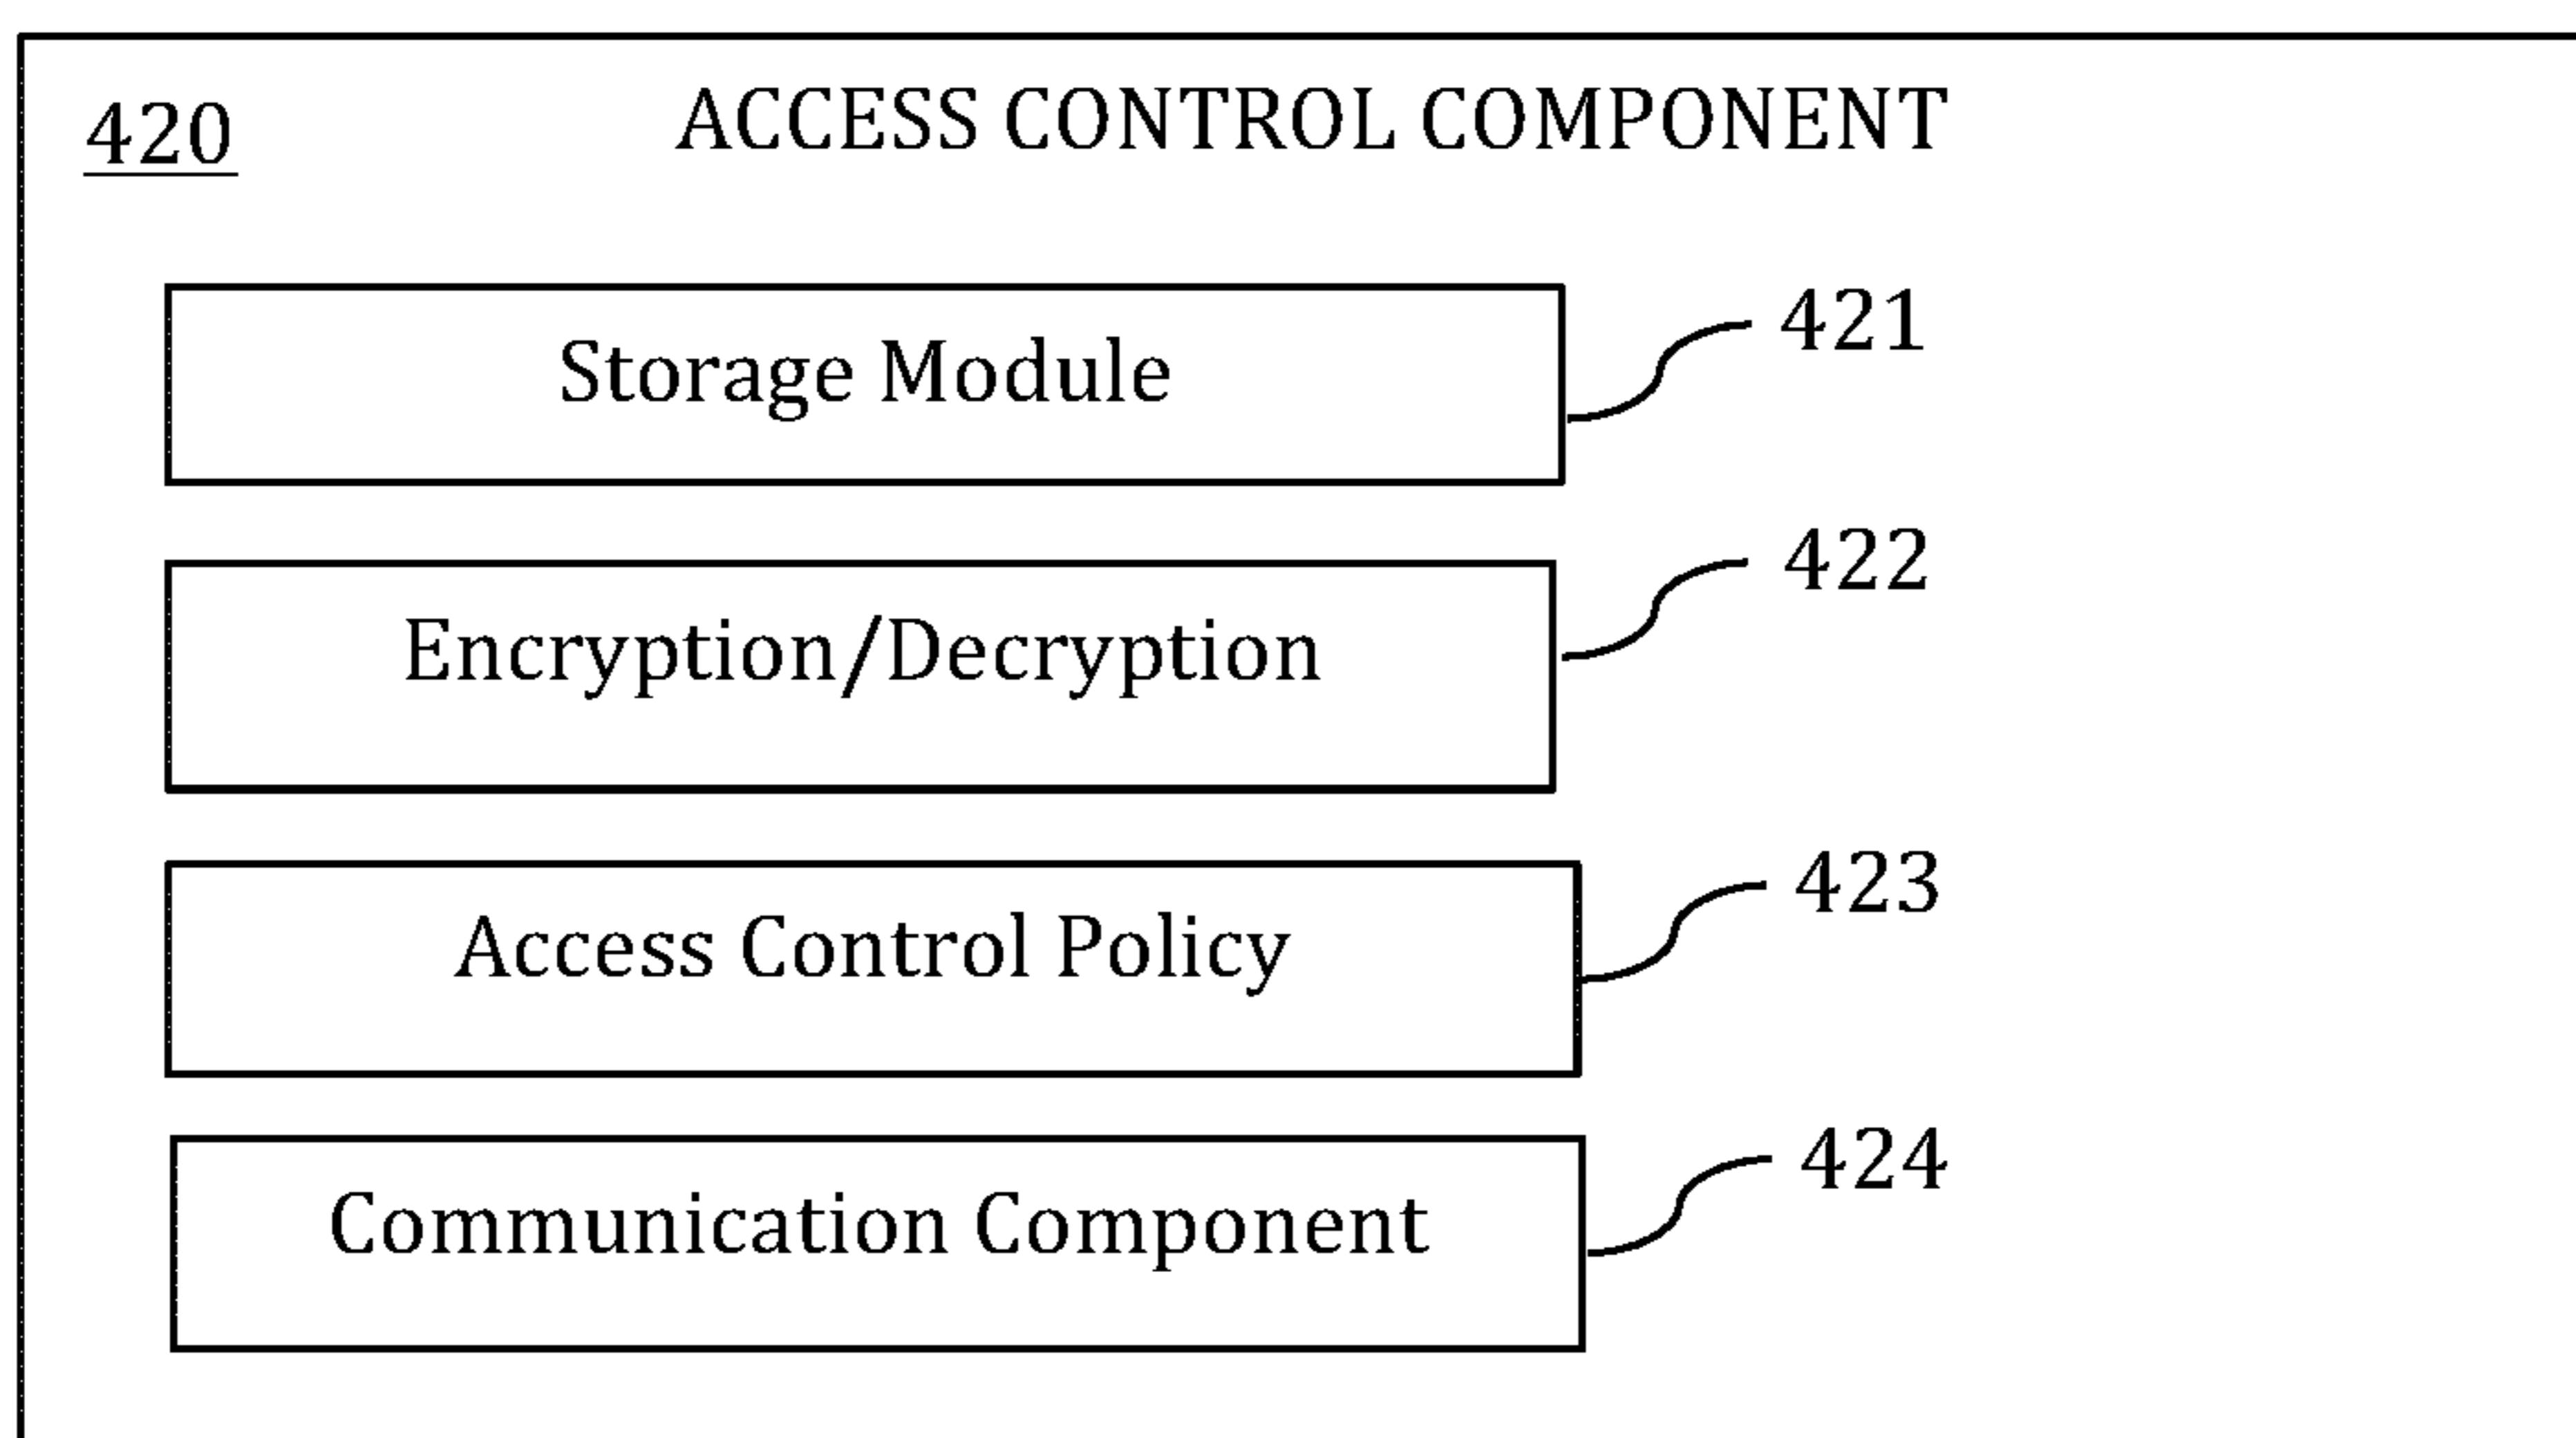 420
ACCESS CONTROL COMPONENT
Storage Module
421
Encryption/Decryption
422
Access Control Policy
423
Communication Component
424